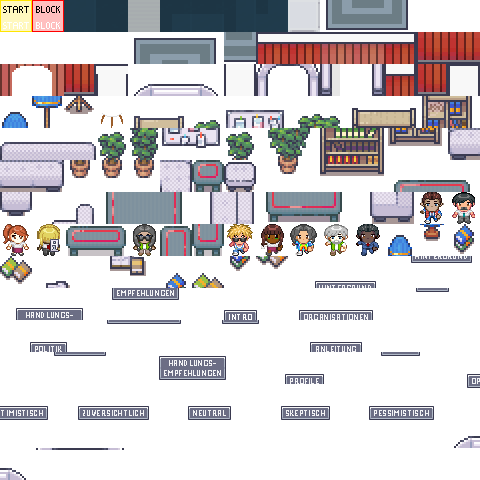 START BLOCK
START BLOCK
HINTERGRUND
EMPFEHLUNGEN
HINTERGRUND
HANDLUNGS-
INTRO
ORGANISATIONEN
POLITIK
ANLEITUNG
HANDLUNGS-
EMPFEHLUNGEN
PROFILE
TIMISTISCH
ZUVERSICHTLICH
NEUTRAL
SKEPTISCH
PESSIMISTISCH